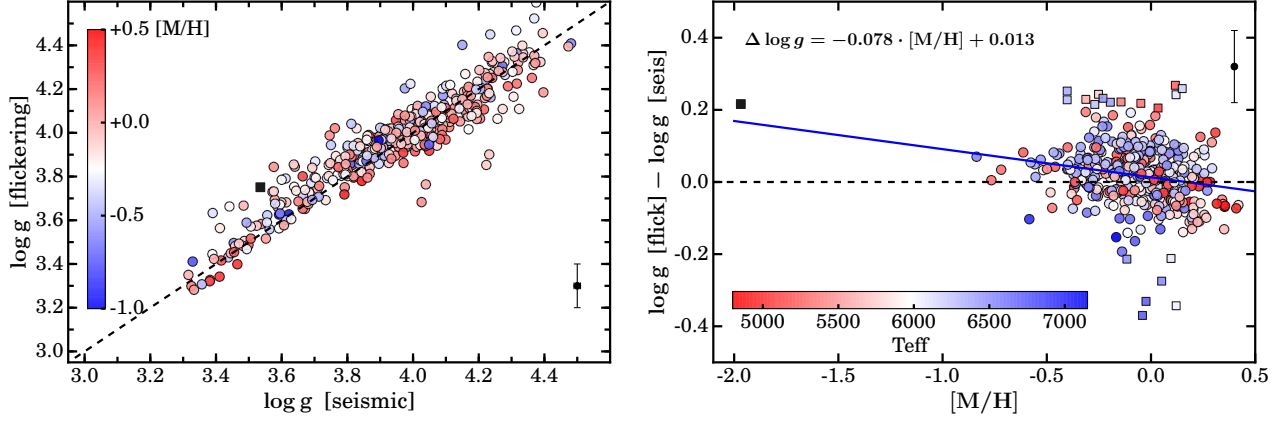 +0.5 [M/H]
+0.0
-0.5
-1.0
4.4
4.2
4.0
3.8
3.6
3.4
3.2
3.0
log g [flickering]
3.0 3.2 3.4 3.6 3.8 4.0 4.2 4.4
log g [seismic]
Δ log g = −0.078 · [M/H] + 0.013
0.4
0.2
0.0
-0.2
-0.4
log g [flick] − log g [seis]
5000 5500 6000 6500 7000
Teff
-2.0 -1.5 -1.0 -0.5 0.0 0.5
[M/H]